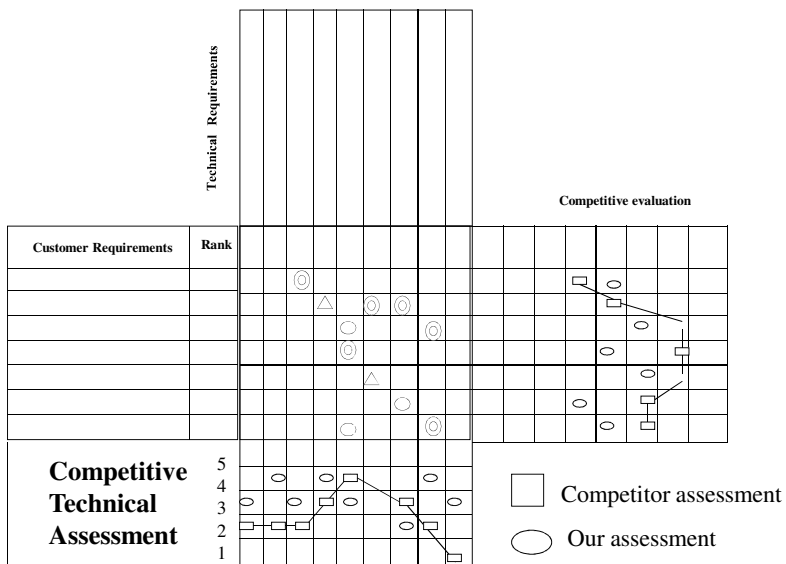 Technical Requirements
Competitive evaluation
Customer Requirements
Rank
Competitive
Technical
Assessment
5
4
3
2
1
Competitor assessment
Our assessment